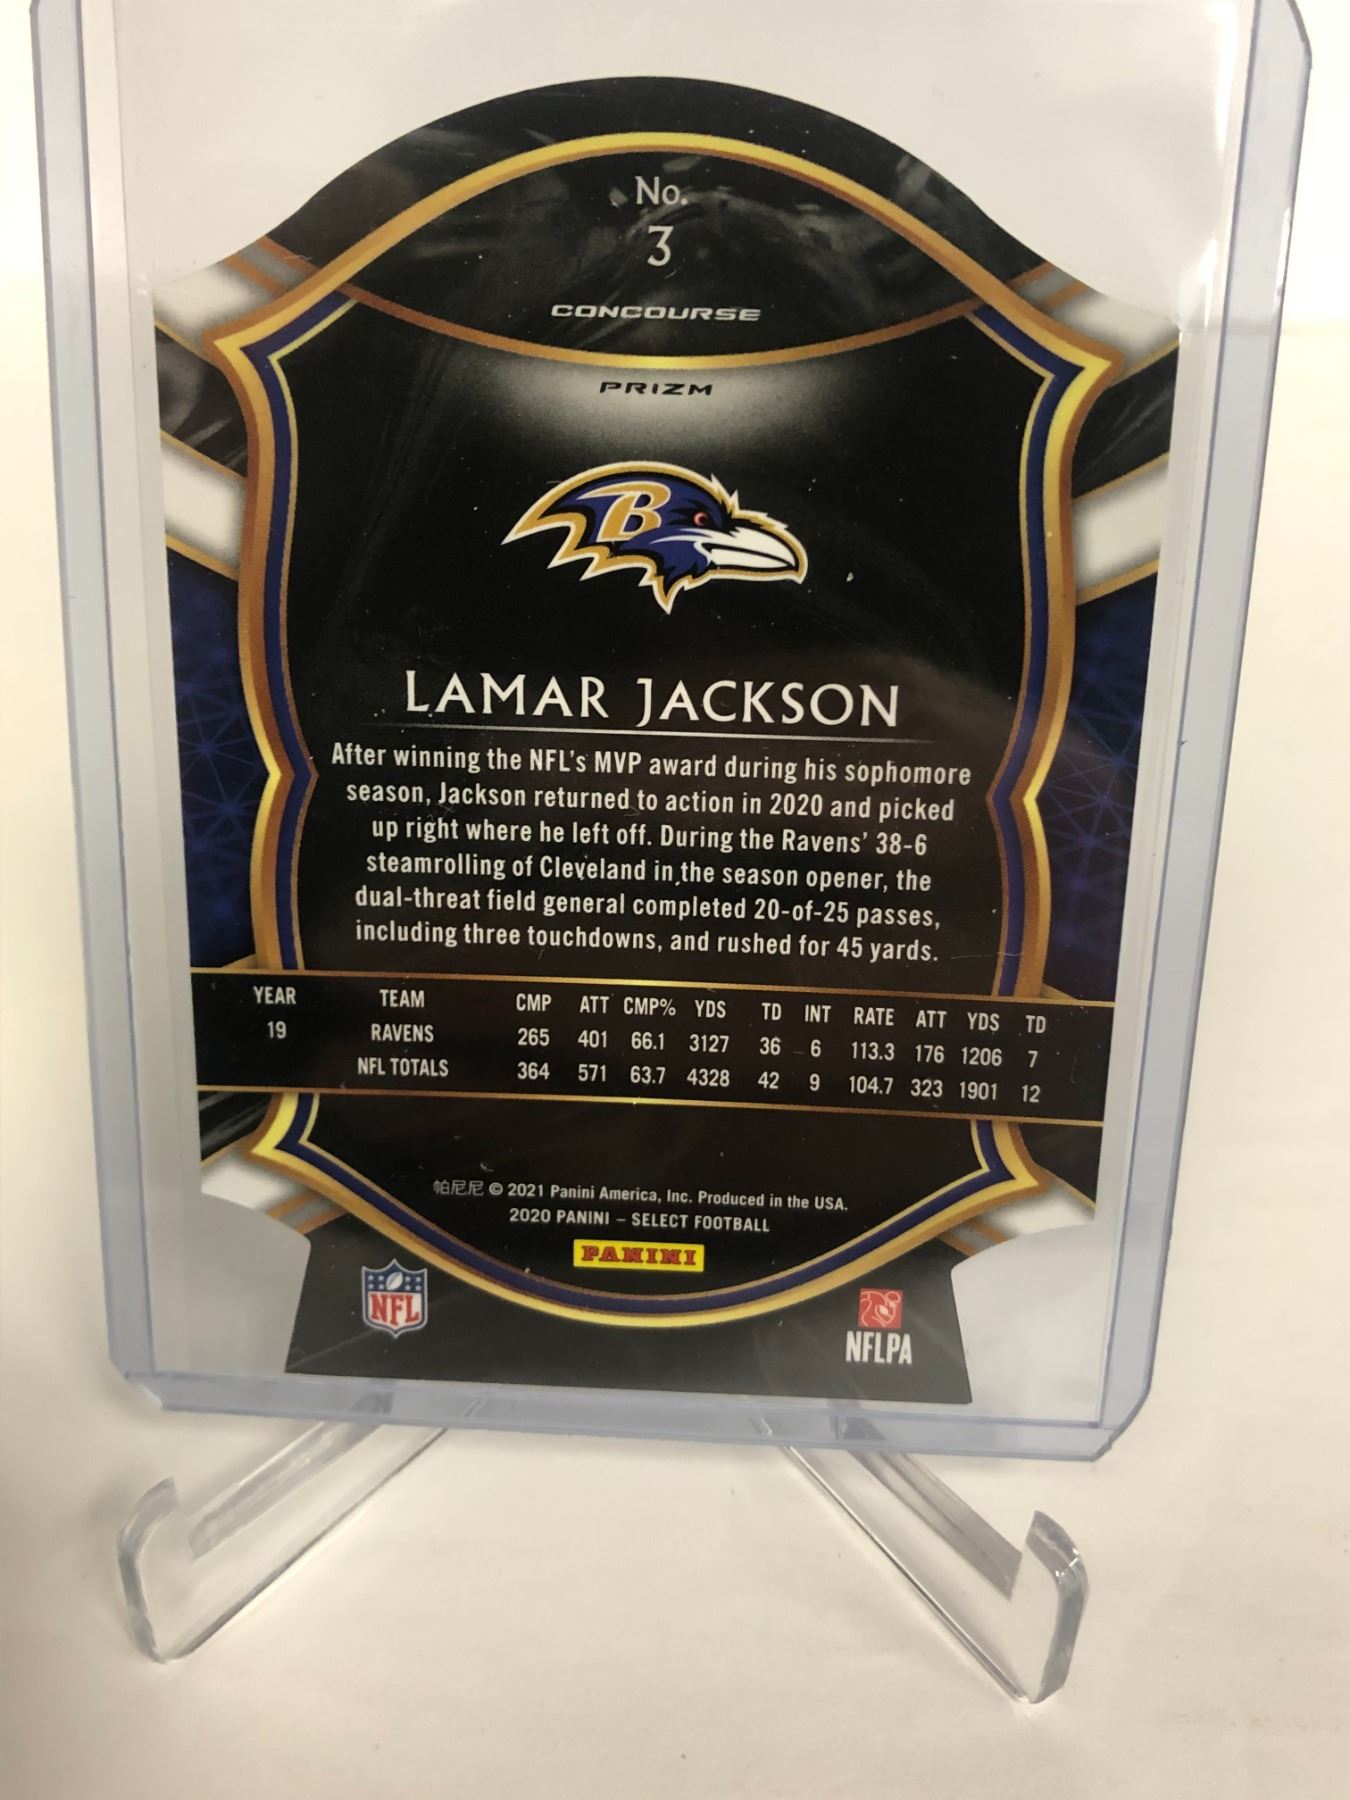 No.
3
CONCOURSE
PRIZM
B
LAMAR JACKSON
After winning the NFL's MVP award during his sophomore
season, Jackson returned to action in 2020 and picked
up right where he left off. During the Ravens' 38-6
steamrolling of Cleveland in the season opener, the
dual-threat field general completed 20-of-25 passes,
including three touchdowns, and rushed for 45 yards.
YEAR TEAM CMP ATT CMP% YDS TD INT RATE ATT YDS TD
19 RAVENS 265 401 66.1 3127 36 6 113.3 176 1206 7
NFL TOTALS 364 571 63.7 4328 42 9 104.7 323 1901 12
帕尼尼 © 2021 Panini America, Inc. Produced in the USA.
2020 PANINI – SELECT FOOTBALL
PANINI
NFL
NFLPA